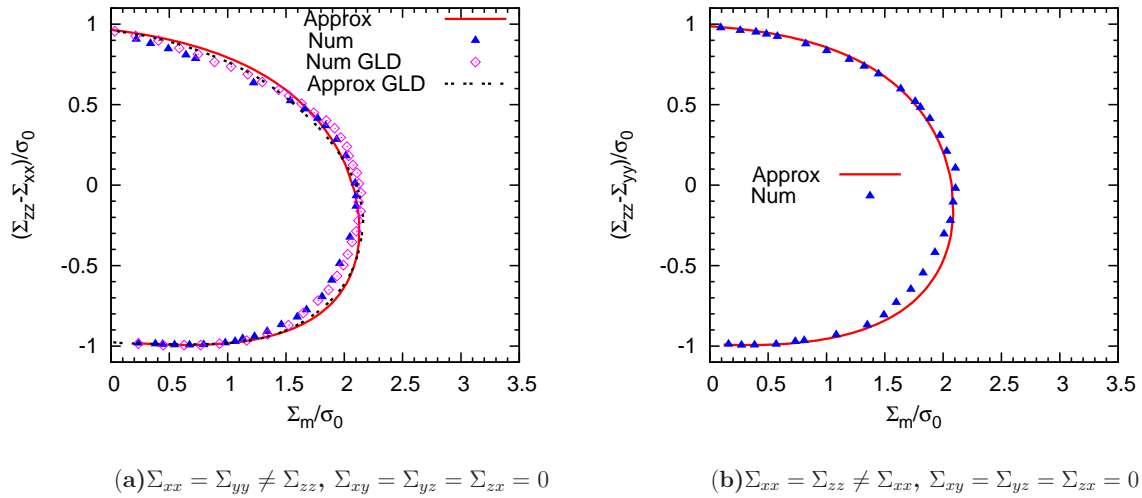 1
0.5
0
-0.5
-1
0 0.5 1 1.5 2 2.5 3 3.5
(Σzz-Σxx)/σ0
Σm/σ0
Approx
Num
Num GLD
Approx GLD
(a)Σxx = Σyy ≠ Σzz, Σxy = Σyz = Σzx = 0
1
0.5
0
-0.5
-1
0 0.5 1 1.5 2 2.5 3 3.5
(Σzz-Σyy)/σ0
Σm/σ0
Approx
Num
(b)Σxx = Σzz ≠ Σxx, Σxy = Σyz = Σzx = 0